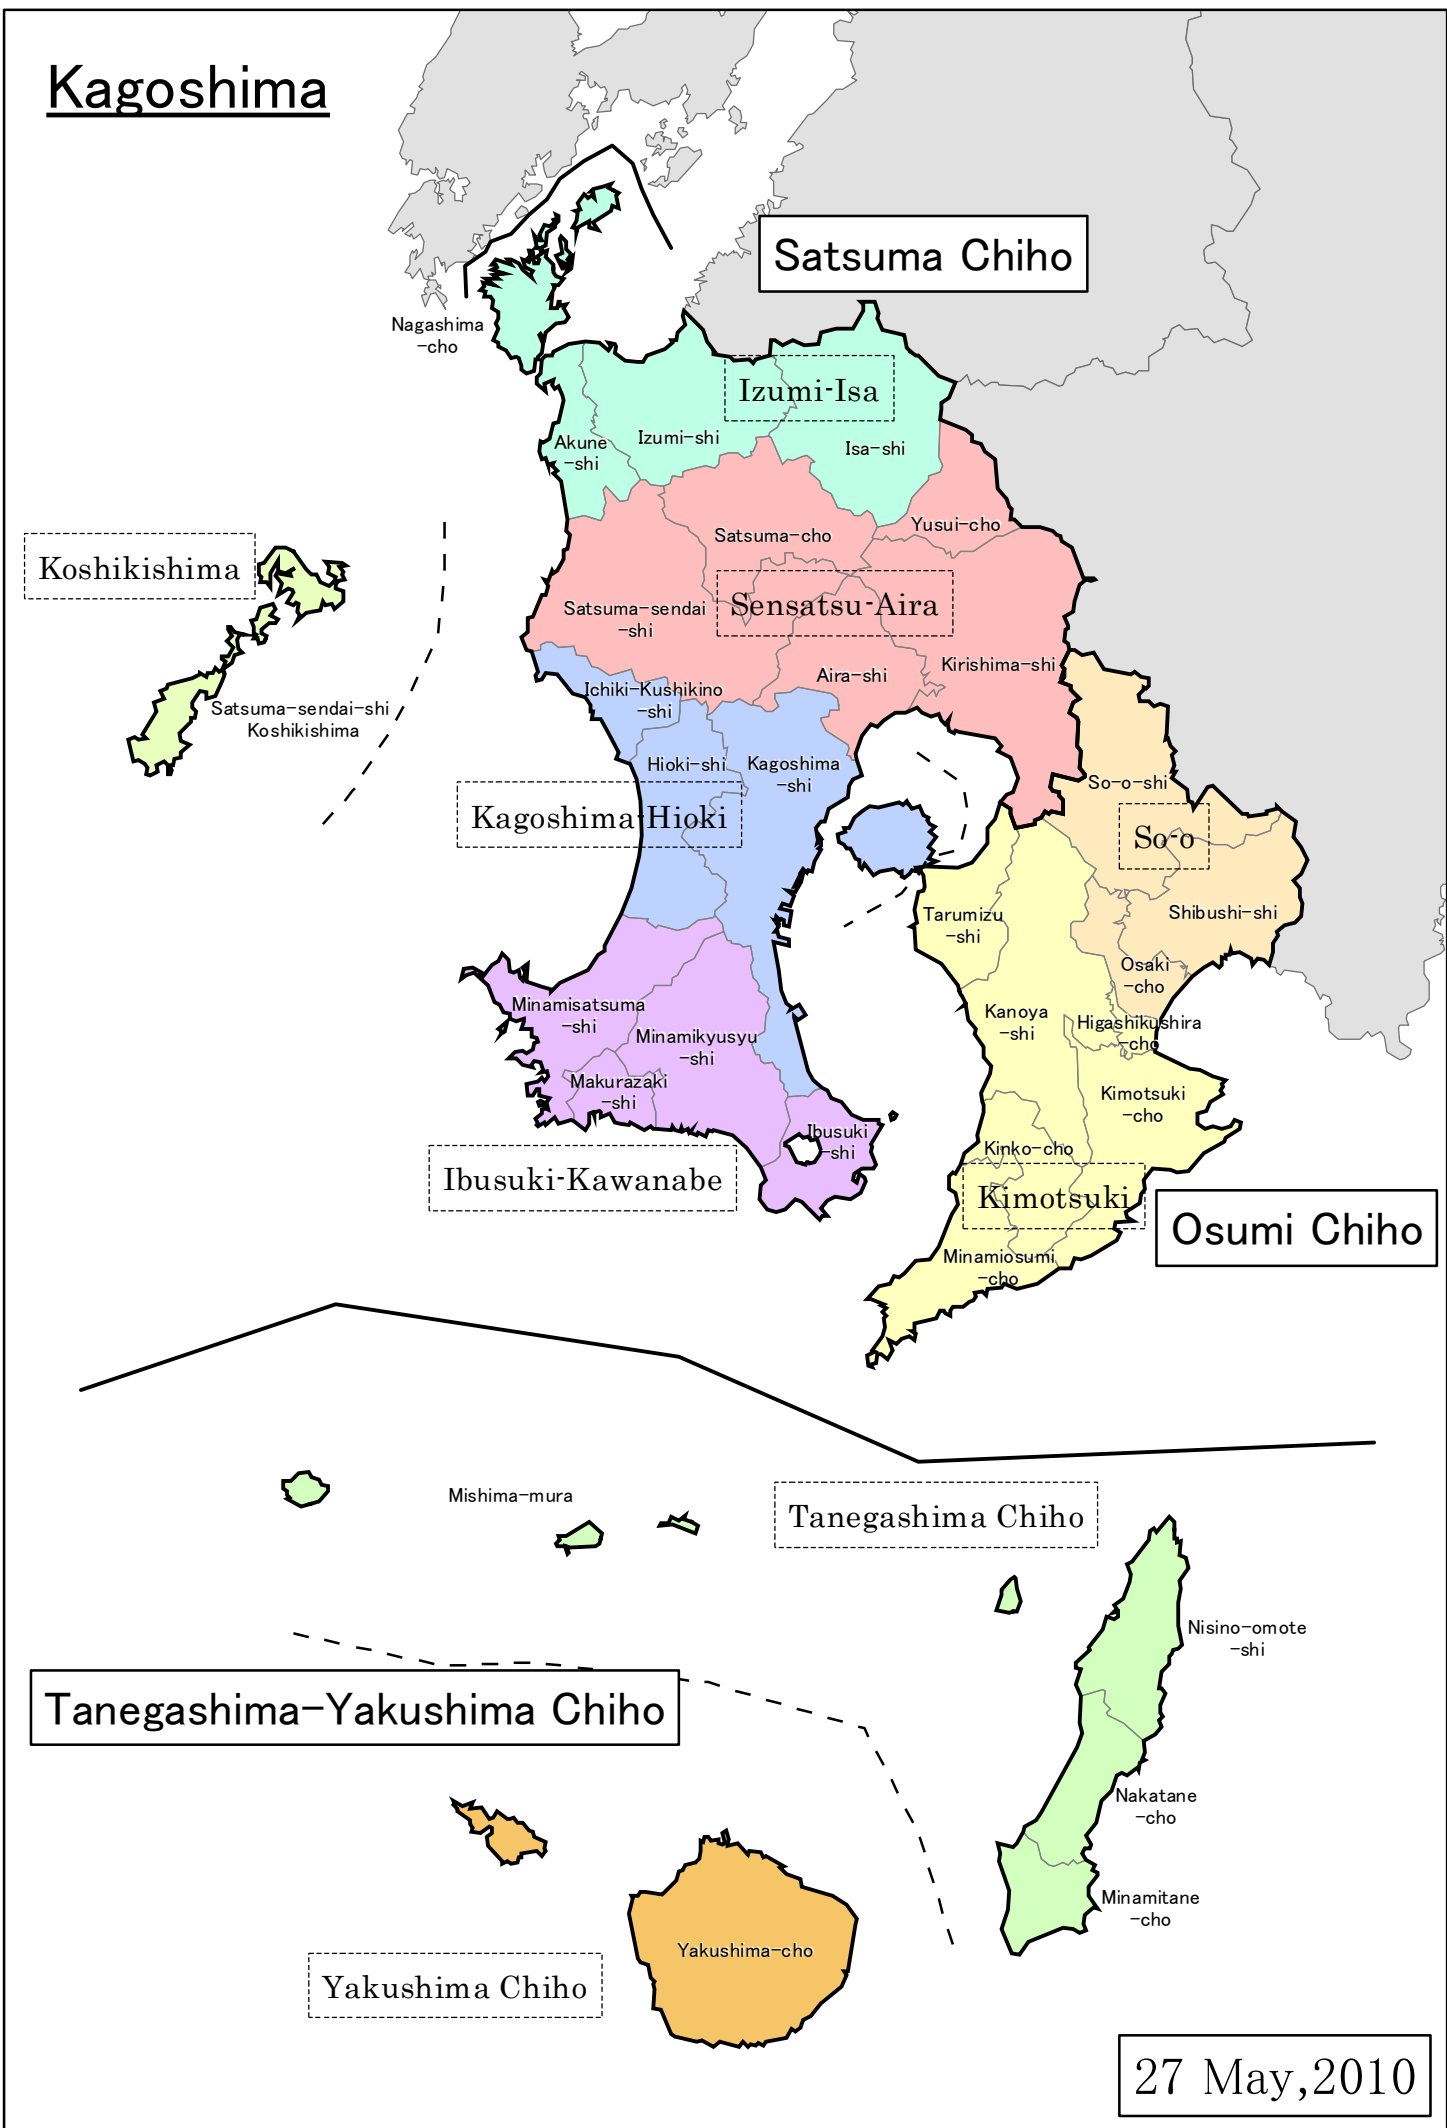 Kagoshima
Satsuma Chiho
Nagashima
-cho
Izumi-Isa
Akune
-shi
Izumi-shi
Isa-shi
Yusui-cho
Satsuma-cho
Koshikishima
Sensatsu-Aira
Satsuma-sendai
-shi
Kirishima-shi
Aira-shi
Ichiki-Kushikino
-shi
Satsuma-sendai-shi
Koshikishima
Hioki-shi
Kagoshima
-shi
So-o-shi
Kagoshima-Hioki
So-o
Tarumizu
-shi
Shibushi-shi
Osaki
-cho
Minamisatsuma
-shi
Kanoya
-shi
Higashikushira
-cho
Minamikyusyu
-shi
Makurazaki
-shi
Kimotsuki
-cho
Ibusuki
-shi
Kinko-cho
Ibusuki-Kawanabe
Kimotsuki
Osumi Chiho
Minamiosumi
-cho
Mishima-mura
Tanegashima Chiho
Nisino-omote
-shi
Tanegashima-Yakushima Chiho
Nakatane
-cho
Minamitane
-cho
Yakushima-cho
Yakushima Chiho
27 May,2010